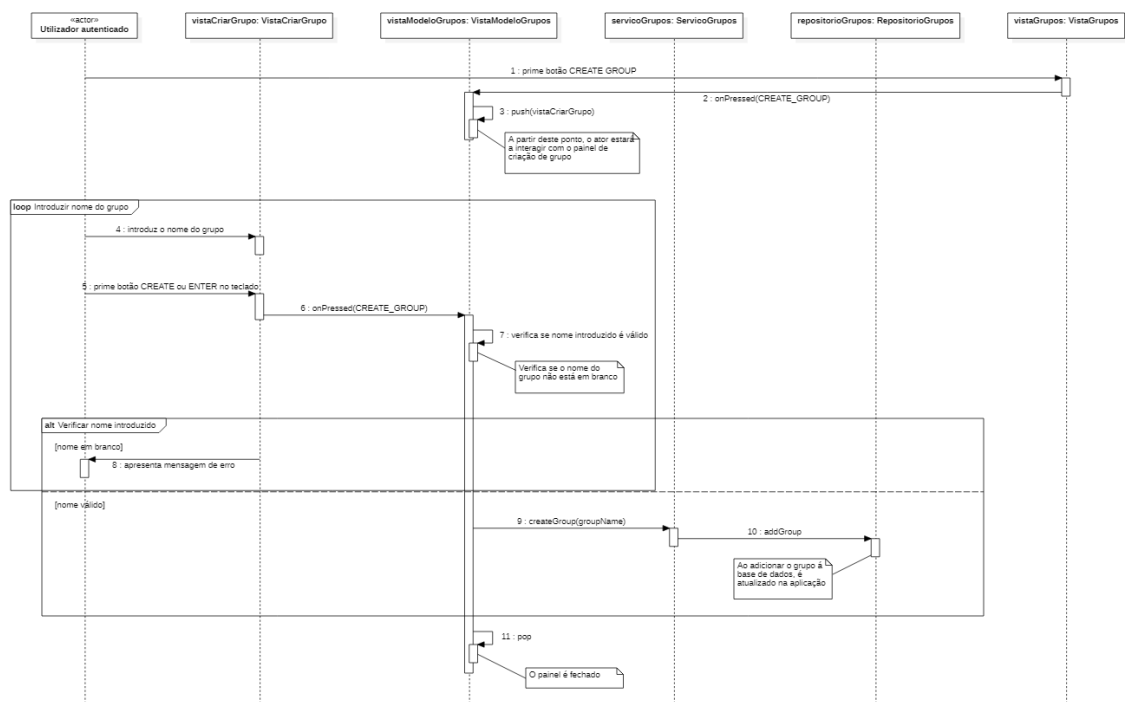 «actor»
Utilizador autenticado
vistaCriarGrupo: VistaCriarGrupo
vistaModeloGrupos: VistaModeloGrupos
servicoGrupos: ServicoGrupos
repositorioGrupos: RepositorioGrupos
vistaGrupos: VistaGrupos
1 : prime botão CREATE GROUP
2 : onPressed(CREATE_GROUP)
3 : push(vistaCriarGrupo)
A partir deste ponto, o ator estará
a interagir com o painel de
criação de grupo
loop Introduzir nome do grupo
4 : introduz o nome do grupo
5 : prime botão CREATE ou ENTER no teclado
6 : onPressed(CREATE_GROUP)
7 : verifica se nome introduzido é válido
Verifica se o nome do
grupo não está em branco
alt Verificar nome introduzido
[nome em branco]
8 : apresenta mensagem de erro
[nome válido]
9 : createGroup(groupName)
10 : addGroup
Ao adicionar o grupo á
base de dados, é
atualizado na aplicação
11 : pop
O painel é fechado